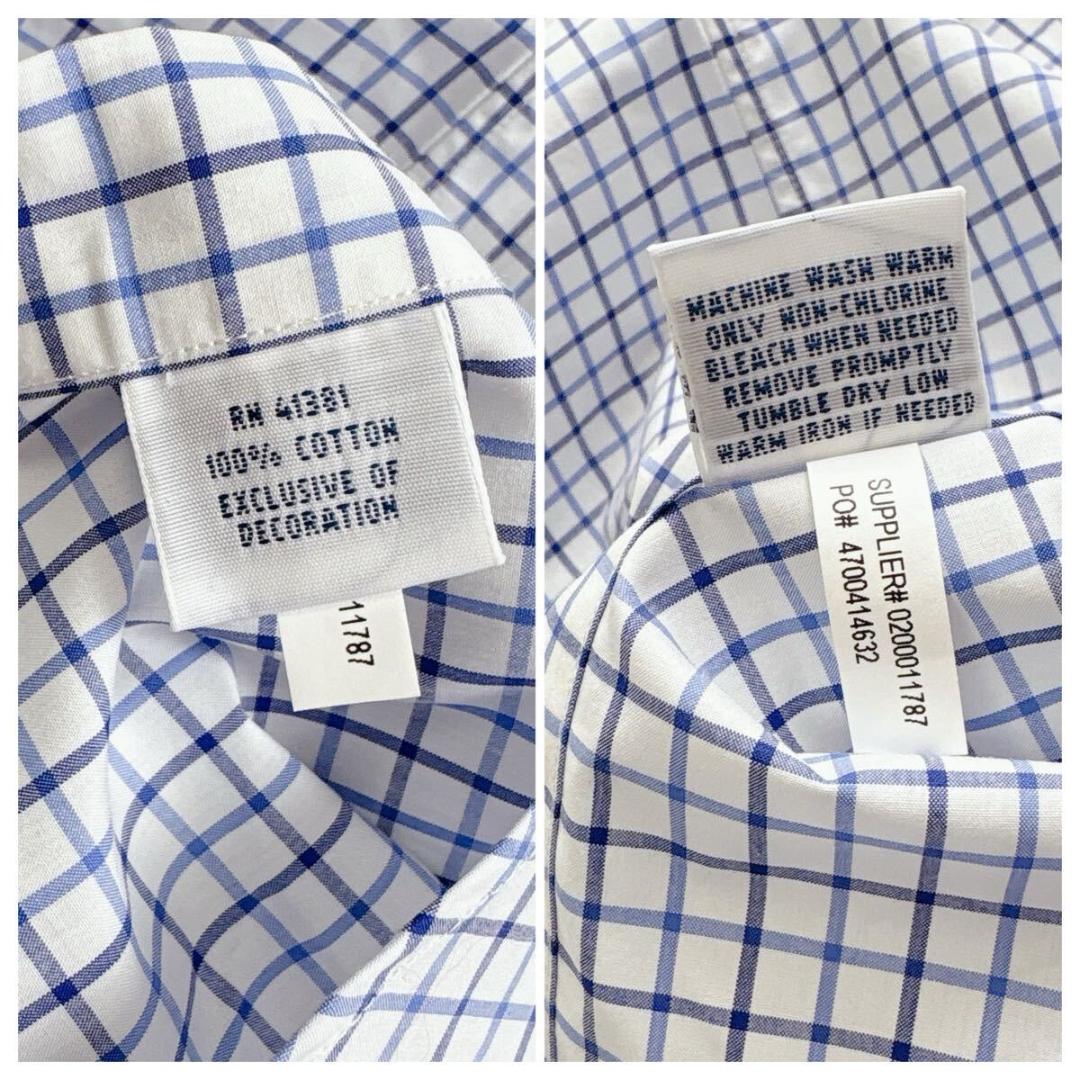 RN 41381
100% COTTON
EXCLUSIVE OF
DECORATION
11787
MACHINE WASH WARM
ONLY NON-CHLORINE
BLEACH WHEN NEEDED
REMOVE PROMPTLY
TUMBLE DRY LOW
WARM IRON IF NEEDED
SUPPLIER# 0200011787
PO# 4700414632